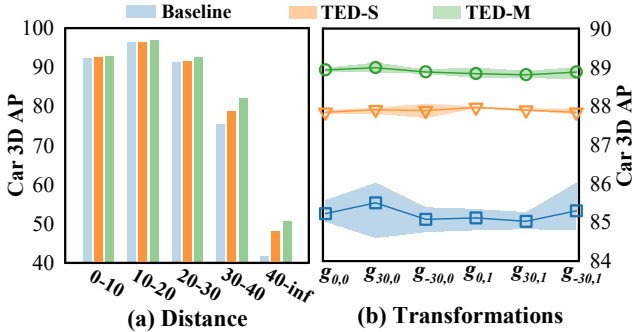 Baseline TED-S TED-M
Car 3D AP
100
90
80
70
60
50
40
0-10 10-20 20-30 30-40 40-inf
(a) Distance
90
89
88
87
86
85
84
Car 3D AP
g0,0 g30,0 g-30,0 g0,1 g30,1 g-30,1
(b) Transformations